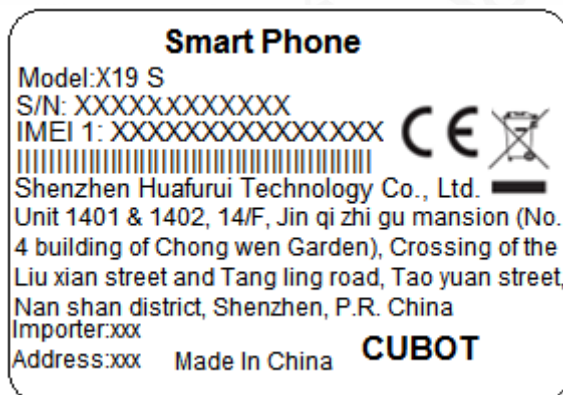 Smart Phone
Model:X19 S
S/N: XXXXXXXXXXXX
IMEI 1: XXXXXXXXXXXXXXX
CE
Shenzhen Huafurui Technology Co., Ltd.
Unit 1401 & 1402, 14/F, Jin qi zhi gu mansion (No.
4 building of Chong wen Garden), Crossing of the
Liu xian street and Tang ling road, Tao yuan street,
Nan shan district, Shenzhen, P.R. China
Importer:xxx
Address:xxx Made In China CUBOT